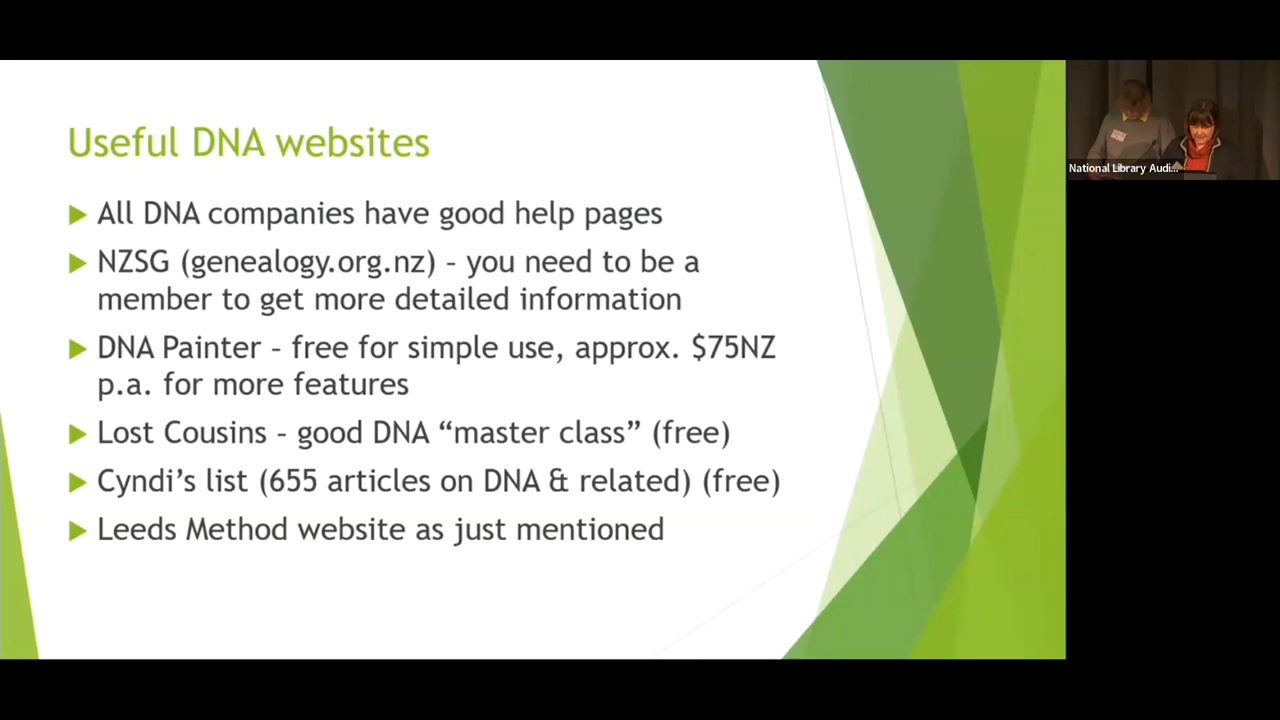 Useful DNA websites
All DNA companies have good help pages
NZSG (genealogy.org.nz) – you need to be a
member to get more detailed information
DNA Painter – free for simple use, approx. $75NZ
p.a. for more features
Lost Cousins – good DNA “master class” (free)
Cyndi’s list (655 articles on DNA & related) (free)
Leeds Method website as just mentioned
National Library Audi...